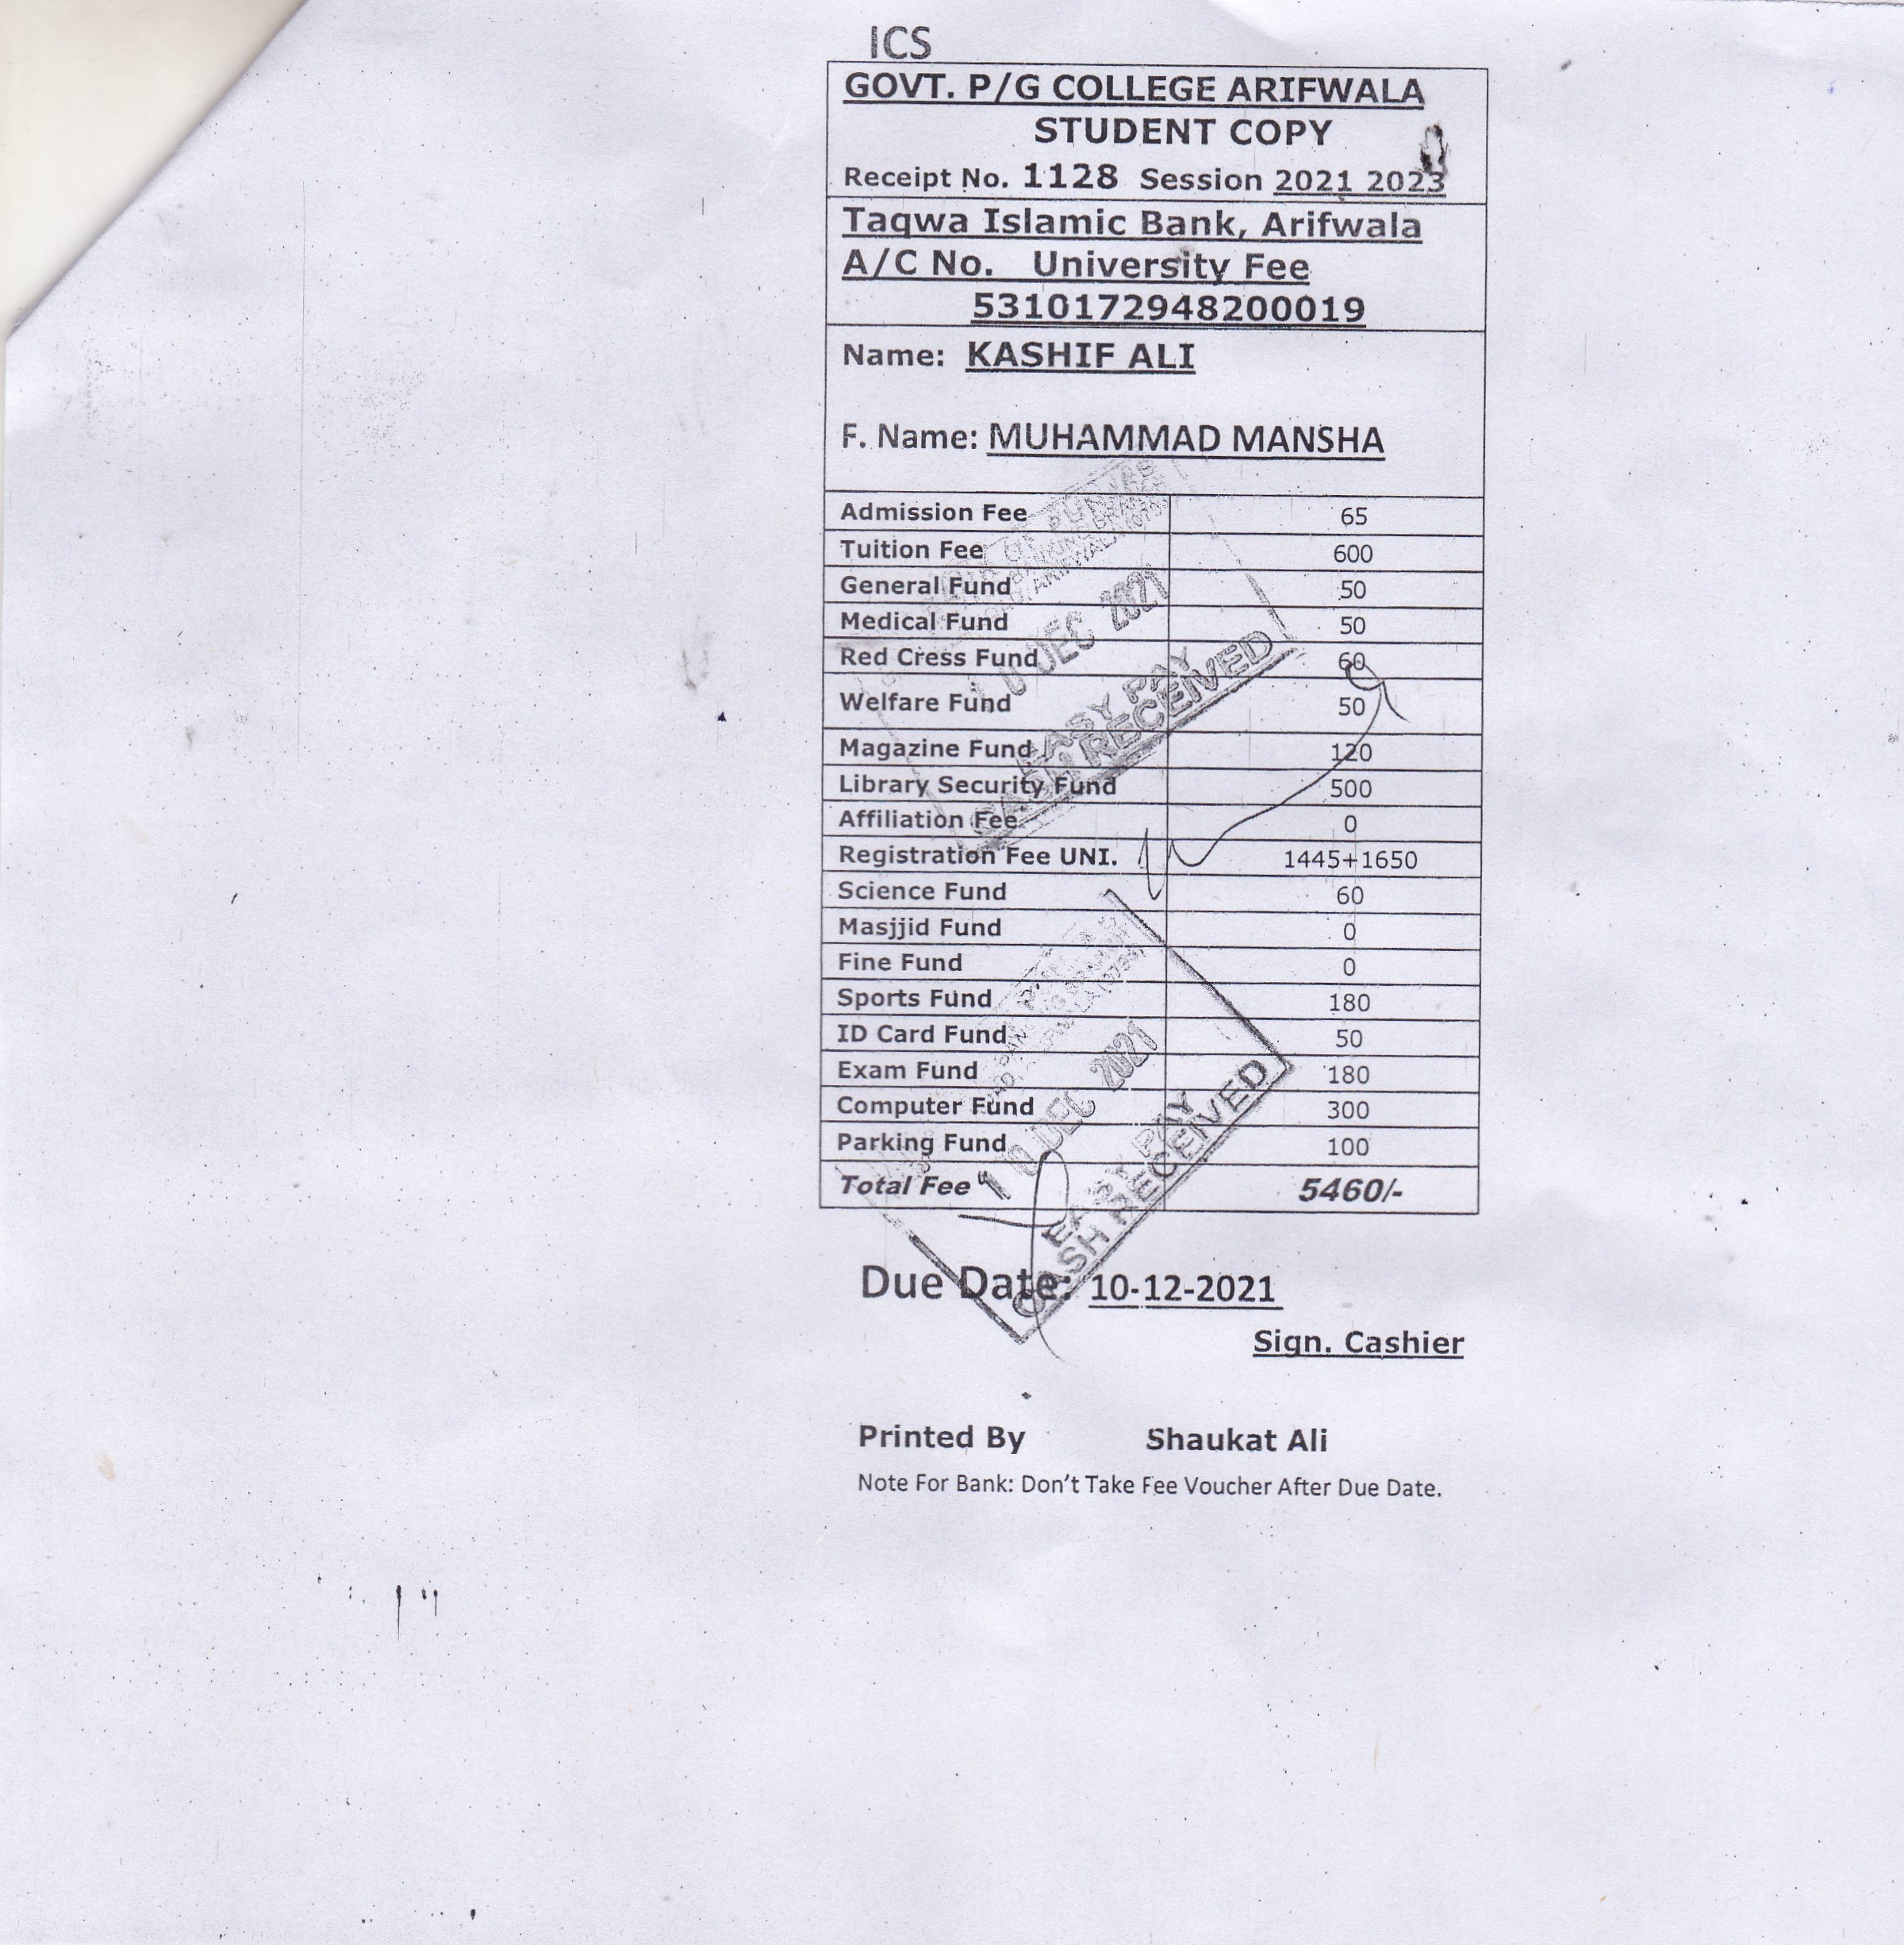 ICS
GOVT. P/G COLLEGE ARIFWALA
STUDENT COPY
Receipt No. 1128 Session 2021 2023
Taqwa Islamic Bank, Arifwala
A/C No. University Fee
5310172948200019
Name: KASHIF ALI
F. Name: MUHAMMAD MANSHA
Admission Fee 65
Tuition Fee 600
General Fund 50
Medical Fund 50
Red Cress Fund 60
Welfare Fund 50
Magazine Fund 120
Library Security Fund 500
Affiliation Fee 0
Registration Fee UNI. 1445+1650
Science Fund 60
Masjjid Fund 0
Fine Fund 0
Sports Fund 180
ID Card Fund 50
Exam Fund 180
Computer Fund 300
Parking Fund 100
Total Fee 5460/-
10 DEC 2021
EASY PAY
CASH RECEIVED
10 DEC 2021
EASY PAY
CASH RECEIVED
Due Date: 10-12-2021
Sign. Cashier
Printed By Shaukat Ali
Note For Bank: Don't Take Fee Voucher After Due Date.